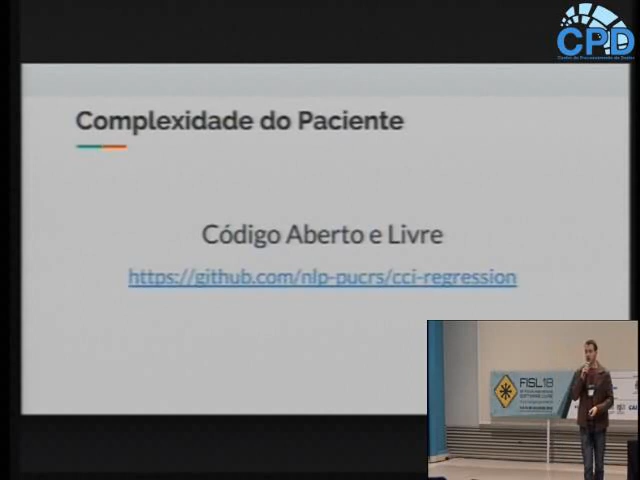 CPD
Complexidade do Paciente
Código Aberto e Livre
https://github.com/nlp-pucrs/cci-regression
FISL18